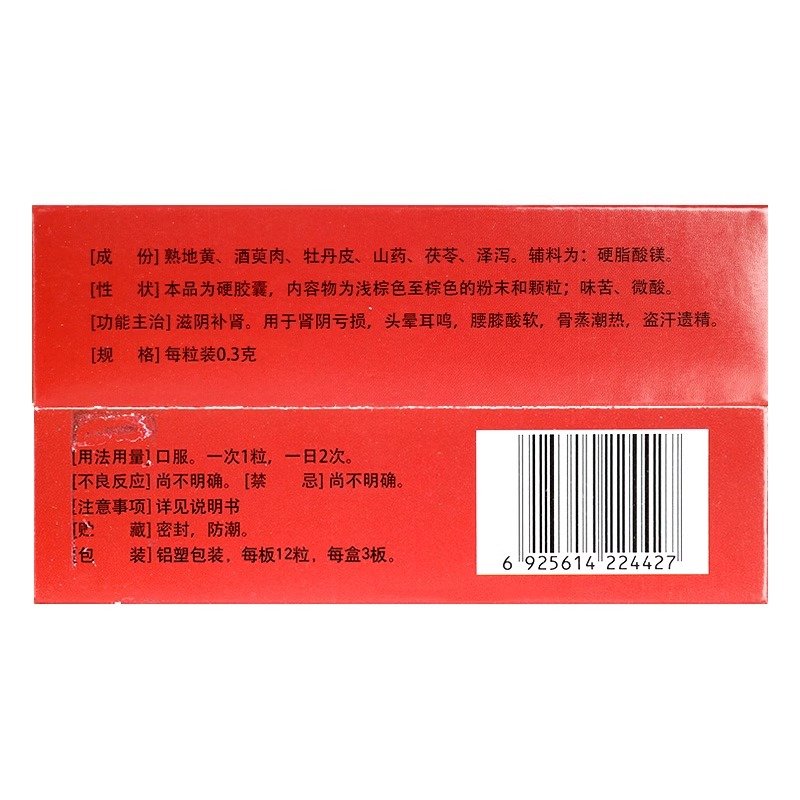 [成　份] 熟地黄、酒萸肉、牡丹皮、山药、茯苓、泽泻。辅料为：硬脂酸镁。
[性　状] 本品为硬胶囊，内容物为浅棕色至棕色的粉末和颗粒；味苦、微酸。
[功能主治] 滋阴补肾。用于肾阴亏损，头晕耳鸣，腰膝酸软，骨蒸潮热，盗汗遗精。
[规　格] 每粒装0.3克
[用法用量] 口服。一次1粒，一日2次。
[不良反应] 尚不明确。[禁　忌] 尚不明确。
[注意事项] 详见说明书
[贮　藏] 密封，防潮。
[包　装] 铝塑包装，每板12粒，每盒3板。
6 925614 224427